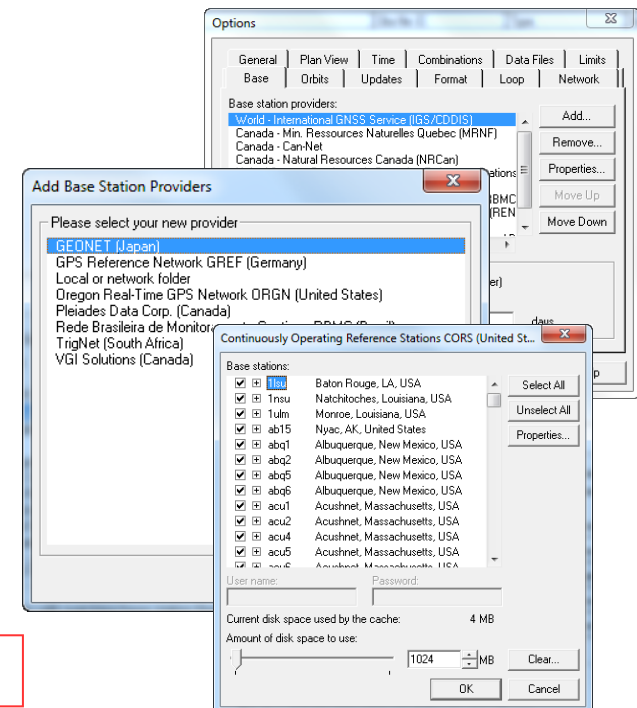 Options
General Plan View Time Combinations Data Files Limits
Base Orbits Updates Format Loop Network
Base station providers:
World - International GNSS Service (IGS/CDDIS)
Canada - Min. Ressources Naturelles Quebec (MRNF)
Canada - Can-Net
Canada - Natural Resources Canada (NRCan)
Add...
Remove...
Properties...
Move Up
Move Down
days
Add Base Station Providers
Please select your new provider
GEONET (Japan)
GPS Reference Network GREF (Germany)
Local or network folder
Oregon Real-Time GPS Network ORGN (United States)
Pleiades Data Corp. (Canada)
Rede Brasileira de
TrigNet (South Africa)
VGI Solutions (Canada)
Continuously Operating Reference Stations CORS (United St...
Base stations:
1lsu Baton Rouge, LA, USA
1nsu Natchitoches, Louisiana, USA
1ulm Monroe, Louisiana, USA
ab15 Nyac, AK, United States
abq1 Albuquerque, New Mexico, USA
abq2 Albuquerque, New Mexico, USA
abq5 Albuquerque, New Mexico, USA
abq6 Albuquerque, New Mexico, USA
acu1 Acushnet, Massachusetts, USA
acu2 Acushnet, Massachusetts, USA
acu4 Acushnet, Massachusetts, USA
acu5 Acushnet, Massachusetts, USA
acu6 Acushnet, Massachusetts, USA
Select All
Unselect All
Properties...
User name: Password:
Current disk space used by the cache: 4 MB
Amount of disk space to use:
1024 MB Clear...
OK Cancel